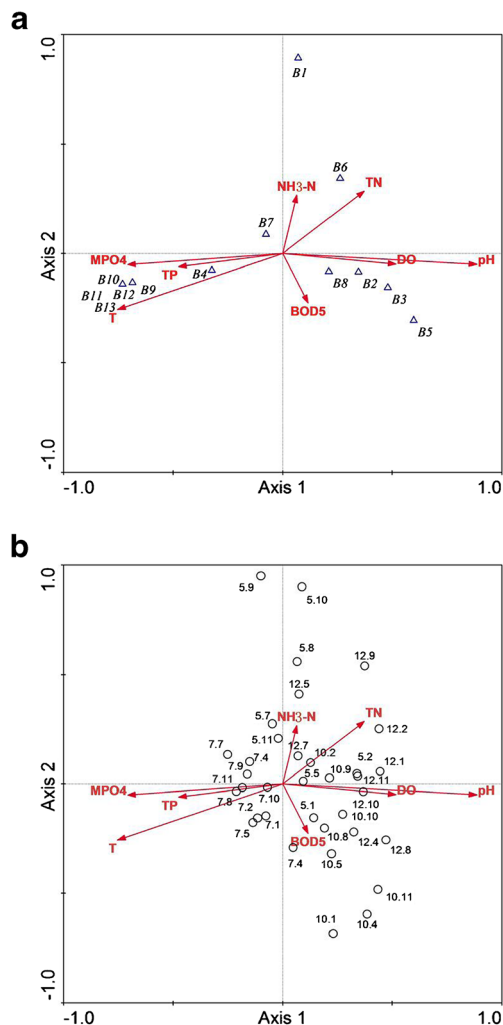 a
1.0
B1
B6
NH3-N
TN
B7
Axis 2
MPO4
TP
B4
DO
pH
B10
B9
B8
B2
B11
B12
B3
B13
T
BOD5
B5
-1.0
-1.0
Axis 1
1.0
b
1.0
5.9
5.10
5.8
12.9
12.5
TN
5.7
NH3-N
12.2
5.11
7.7
7.4
12.7
10.2
7.9
5.2
12.1
7.11
5.5
10.9
12.11
Axis 2
MPO4
TP
7.8
7.10
DO
pH
7.2
5.1
12.10
10.10
7.5
7.1
10.8
T
BOD5
12.4
12.8
7.4
10.5
10.11
10.1
10.4
-1.0
-1.0
Axis 1
1.0